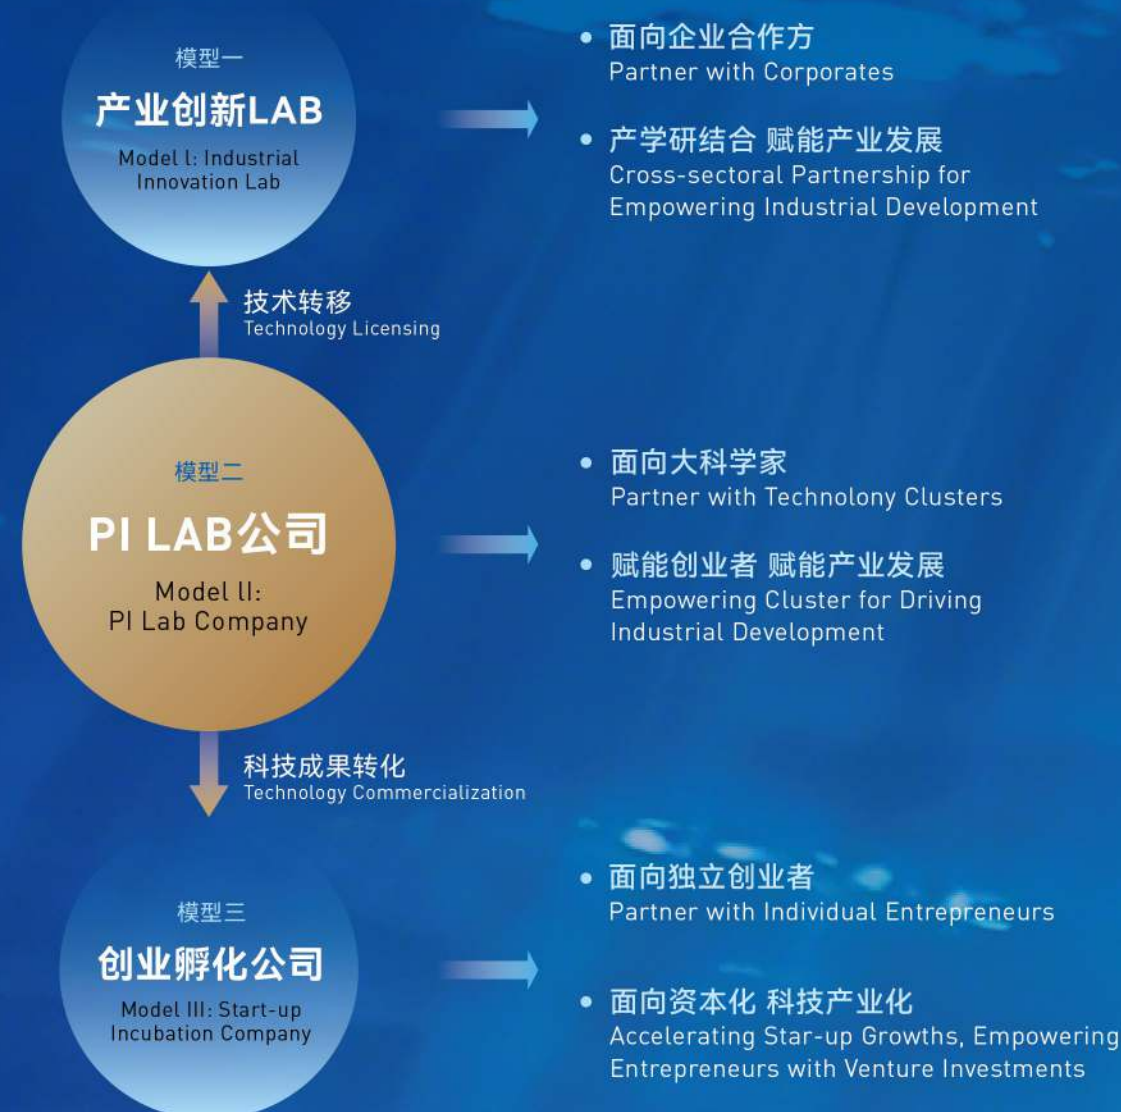 模型一
产业创新LAB
Model l: Industrial
Innovation Lab
面向企业合作方
Partner with Corporates
产学研结合 赋能产业发展
Cross-sectoral Partnership for
Empowering Industrial Development
技术转移
Technology Licensing
模型二
PI LAB公司
Model ll:
PI Lab Company
面向大科学家
Partner with Technolony Clusters
赋能创业者 赋能产业发展
Empowering Cluster for Driving
Industrial Development
科技成果转化
Technology Commercialization
模型三
创业孵化公司
Model III: Start-up
Incubation Company
面向独立创业者
Partner with Individual Entrepreneurs
面向资本化 科技产业化
Accelerating Star-up Growths, Empowering
Entrepreneurs with Venture Investments